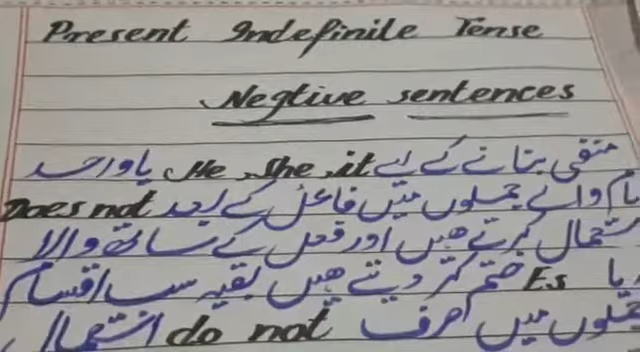 Present Indefinile Tense
Negtive sentences
منفی بنانے کے لیے He, she, it یا واحد
نام والے جملوں میں فاعل کے بعد Does not
استعمال کرتے ہیں اور فعل کے ساتھ والا
یا Es ختم کر دیتے ہیں بقیہ سب اقسام
جملوں میں صرف do not استعمال